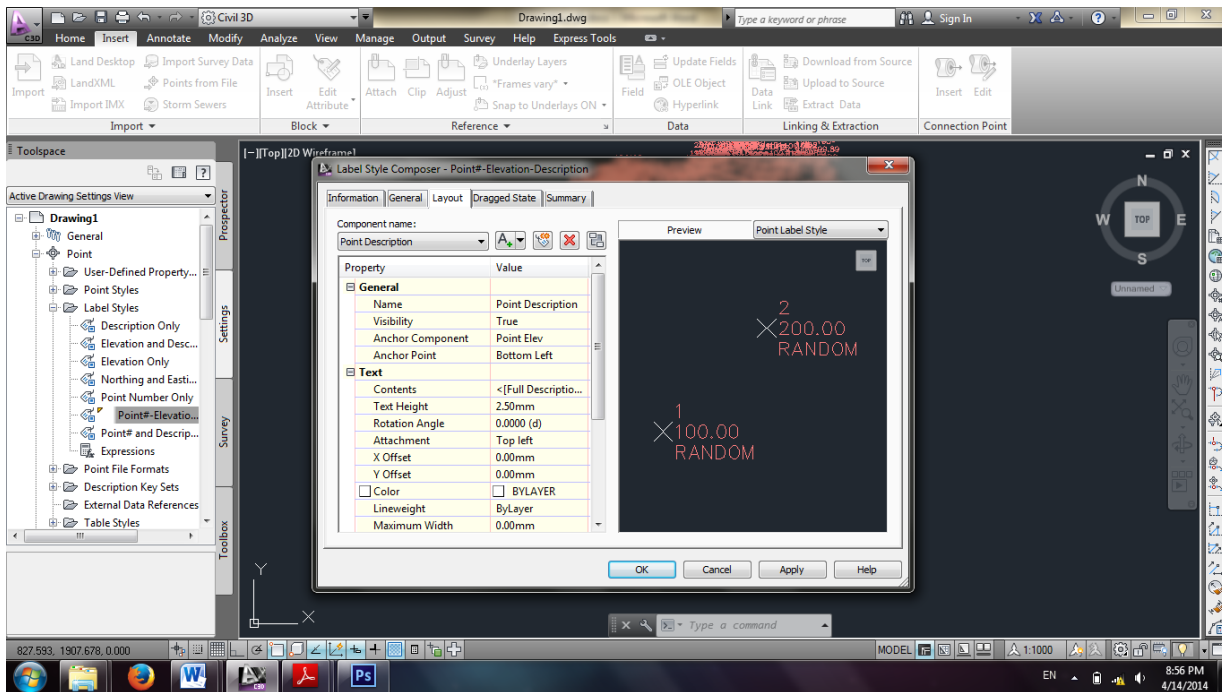 Civil 3D
Drawing1.dwg
Type a keyword or phrase
Sign In
C3D
Home Insert Annotate Modify Analyze View Manage Output Survey Help Express Tools
Land Desktop Import Survey Data
LandXML Points from File
Import IMX Storm Sewers
Import
Insert
Edit
Attribute
Attach Clip Adjust
Underlay Layers
*Frames vary*
Snap to Underlays ON
Field
Update Fields
OLE Object
Hyperlink
Data
Link
Download from Source
Upload to Source
Extract Data
Insert Edit
Import Block Reference Data Linking & Extraction Connection Point
Toolspace
Active Drawing Settings View
Drawing1
General
Point
User-Defined Property...
Point Styles
Label Styles
Description Only
Elevation and Desc...
Elevation Only
Northing and Easti...
Point Number Only
Point#-Elevatio...
Point# and Descrip...
Expressions
Point File Formats
Description Key Sets
External Data References
Table Styles
Prospector
Settings
Survey
Toolbox
[-][Top][2D Wireframe]
N
W TOP E
S
Unnamed
Label Style Composer - Point#-Elevation-Description
Information General Layout Dragged State Summary
Component name:
Point Description
Preview
Point Label Style
Property Value
General
Name Point Description
Visibility True
Anchor Component Point Elev
Anchor Point Bottom Left
Text
Contents <[Full Descriptio...
Text Height 2.50mm
Rotation Angle 0.0000 (d)
Attachment Top left
X Offset 0.00mm
Y Offset 0.00mm
Color BYLAYER
Lineweight ByLayer
Maximum Width 0.00mm
TOP
2
200.00
RANDOM
1
100.00
RANDOM
OK Cancel Apply Help
Y
X
Type a command
827.593, 1907.678, 0.000
MODEL
1:1000
C3D
Ps
EN
8:56 PM
4/14/2014